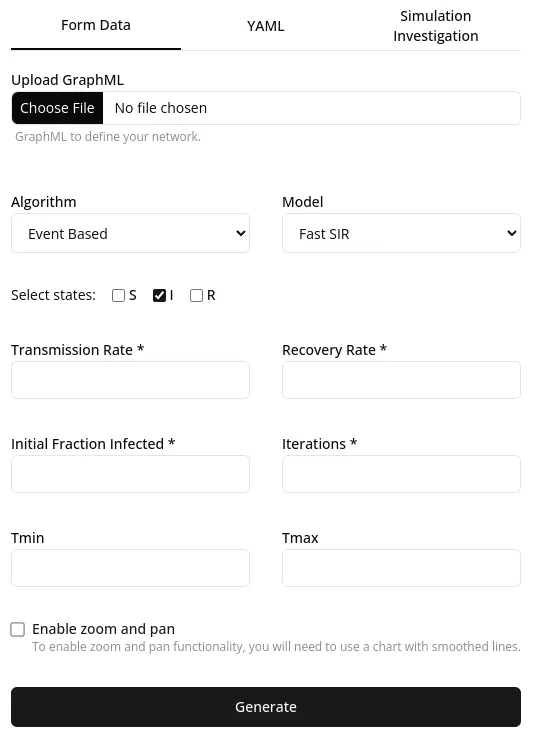 Form Data
YAML
Simulation
Investigation
Upload GraphML
Choose File No file chosen
GraphML to define your network.
Algorithm
Model
Event Based
Fast SIR
Select states: S I R
Transmission Rate *
Recovery Rate *
Initial Fraction Infected *
Iterations *
Tmin
Tmax
Enable zoom and pan
To enable zoom and pan functionality, you will need to use a chart with smoothed lines.
Generate